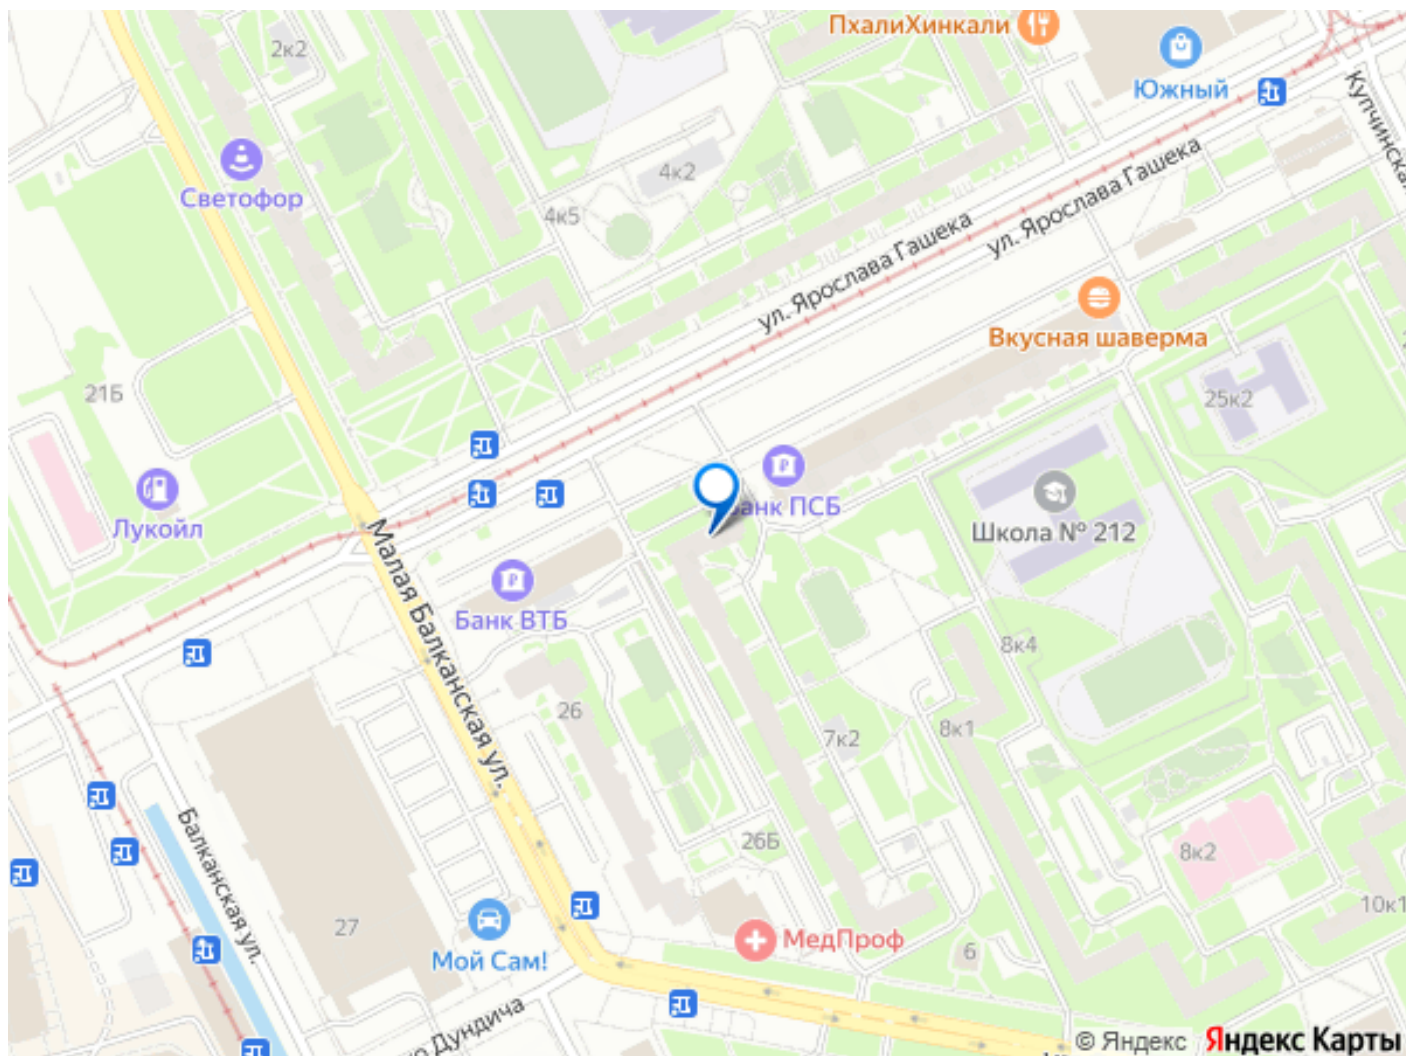 ПхалиХинкали
2к2
Южный
Купчинская
Светофор
4к2
4к5
ул. Ярослава Гашека
ул. Ярослава Гашека
Вкусная шаверма
21Б
25к2
Банк ПСБ
Лукойл
Школа № 212
Малая Балканская ул.
Банк ВТБ
8к4
26
7к2
8к1
Балканская ул.
26Б
8к2
10к1
27
МедПроф
Мой Сам!
6
Дундича
© Яндекс Яндекс Карты